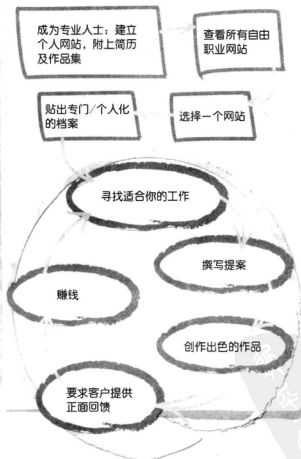 成为专业人士：建立
个人网站，附上简历
及作品集
查看所有自由
职业网站
贴出专门/个人化
的档案
选择一个网站
寻找适合你的工作
撰写提案
赚钱
创作出色的作品
要求客户提供
正面回馈